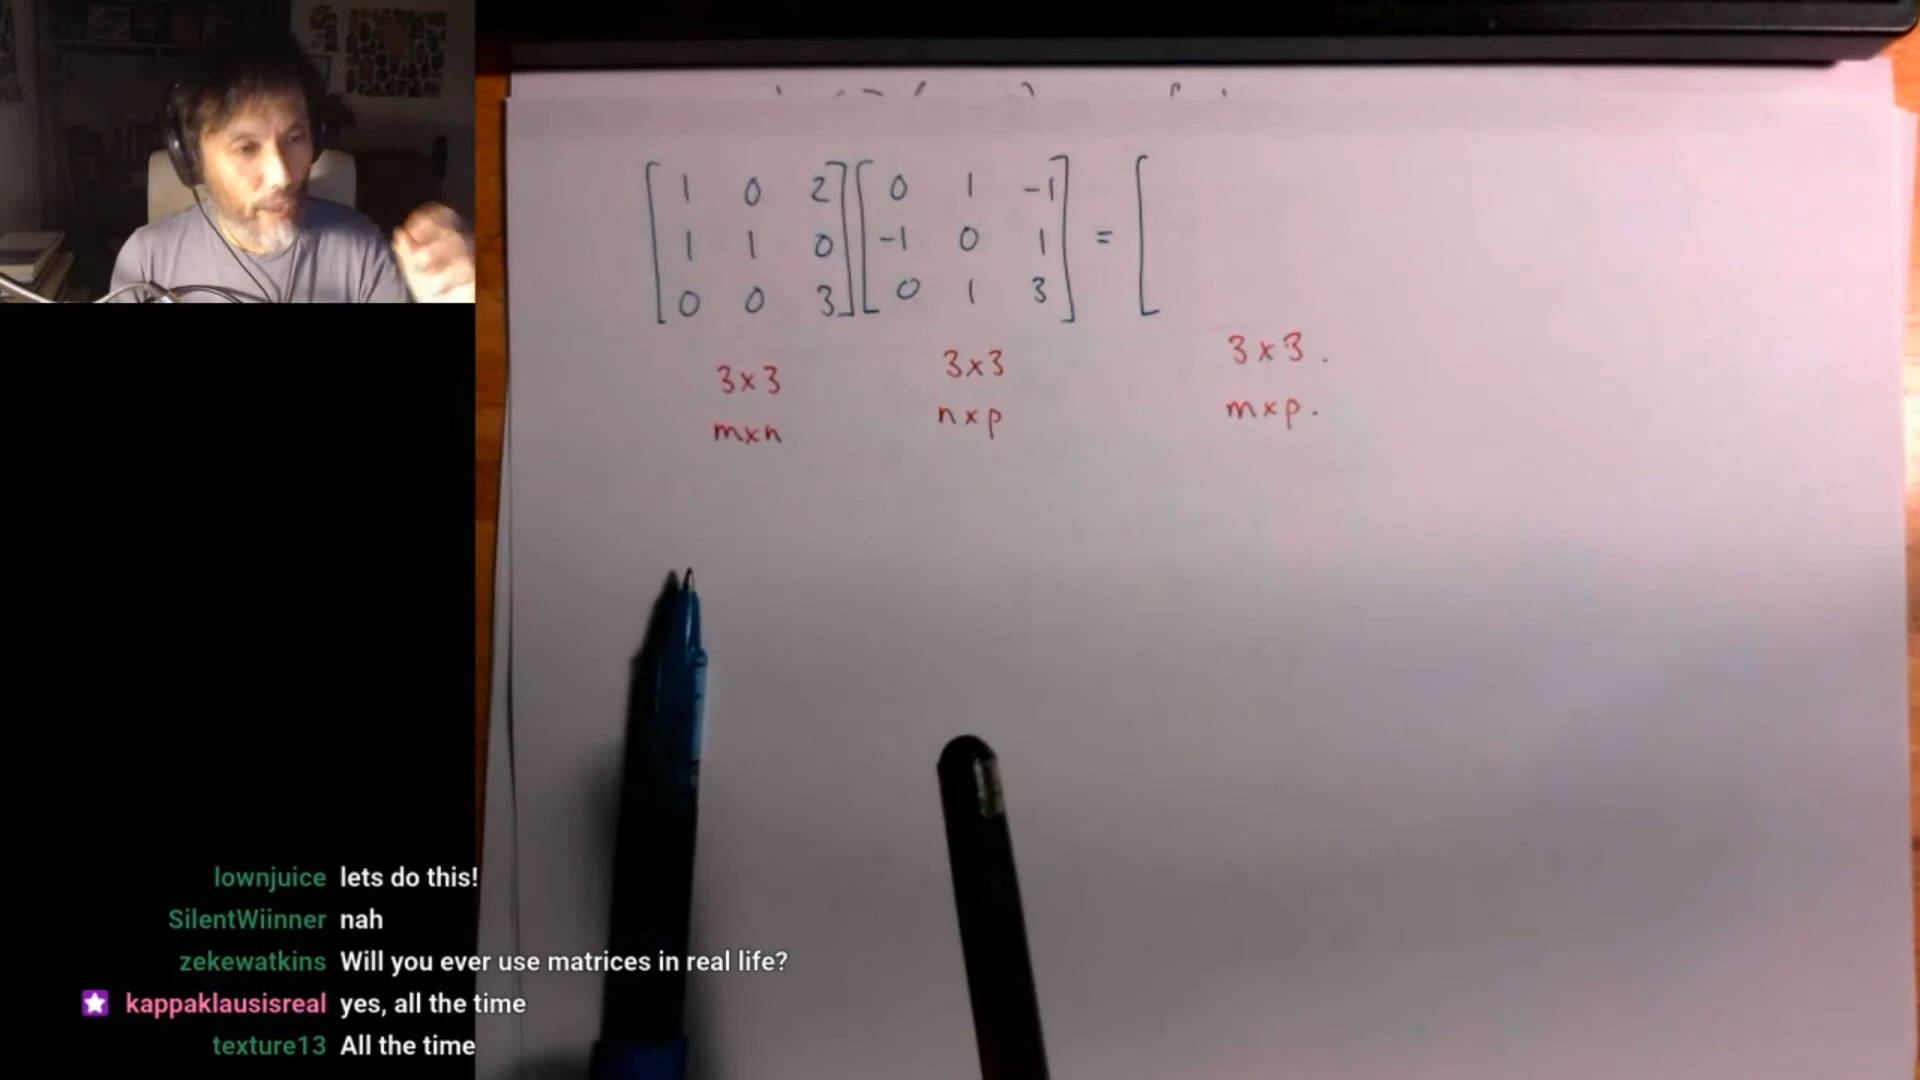 [1 0 2][0 1 -1] = [
[1 1 0][-1 0 1]
[0 0 3][0 1 3]
3x3 3x3 3x3.
mxn nxp mxp.
lownjuice lets do this!
SilentWiinner nah
zekewatkins Will you ever use matrices in real life?
kappaklausisreal yes, all the time
texture13 All the time